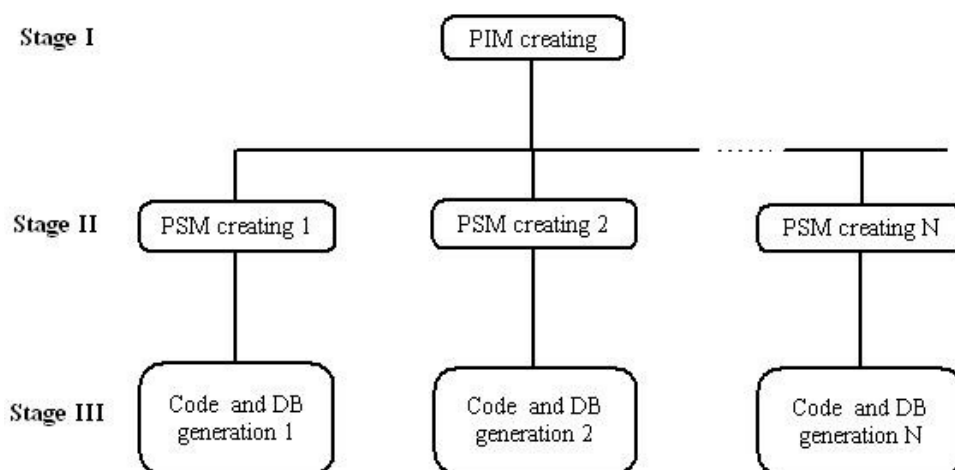 Stage I
PIM creating
Stage II
PSM creating 1
PSM creating 2
PSM creating N
Stage III
Code and DB
generation 1
Code and DB
generation 2
Code and DB
generation N